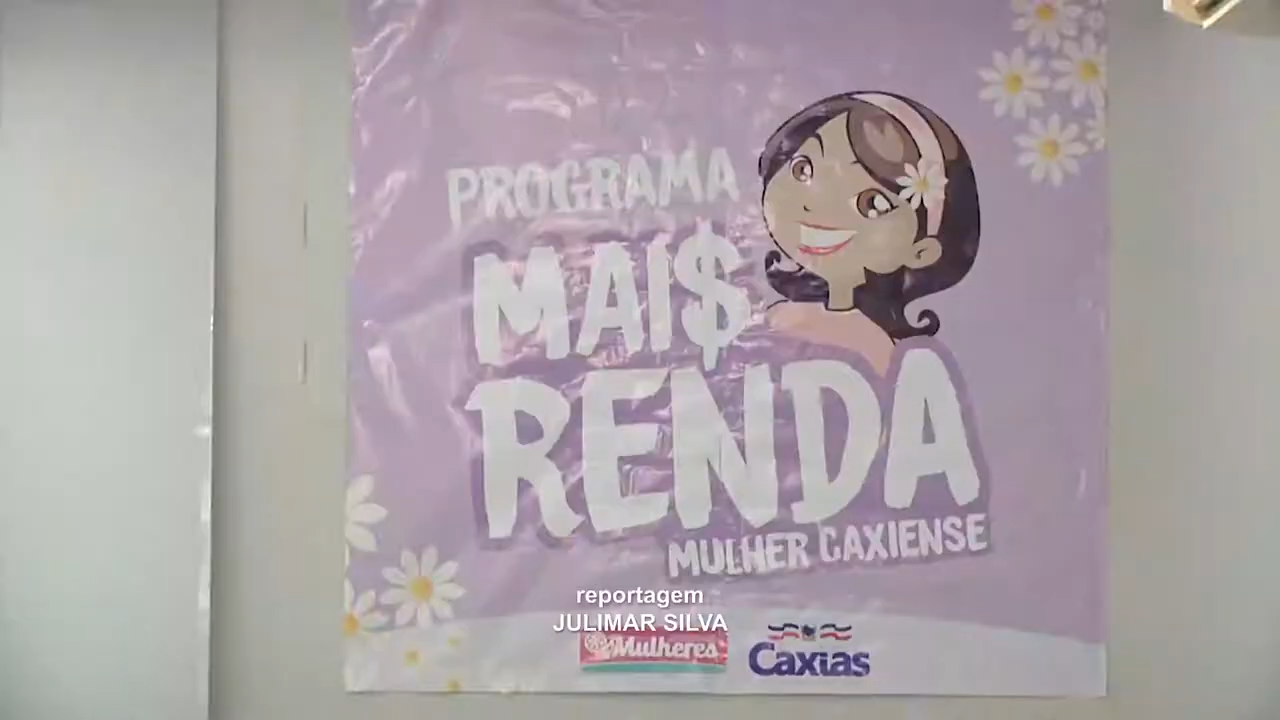 PROGRAMA
MAI$
RENDA
MULHER CAXIENSE
reportagem
JULIMAR SILVA
Mulheres
Caxias